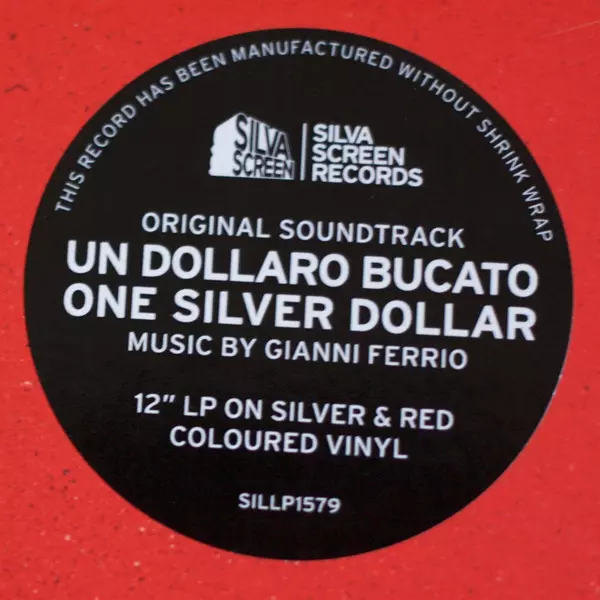 THIS RECORD HAS BEEN MANUFACTURED WITHOUT SHRINK WRAP
SILVA
SCREEN
SILVA
SCREEN
RECORDS
ORIGINAL SOUNDTRACK
UN DOLLARO BUCATO
ONE SILVER DOLLAR
MUSIC BY GIANNI FERRIO
12" LP ON SILVER & RED
COLOURED VINYL
SILLP1579